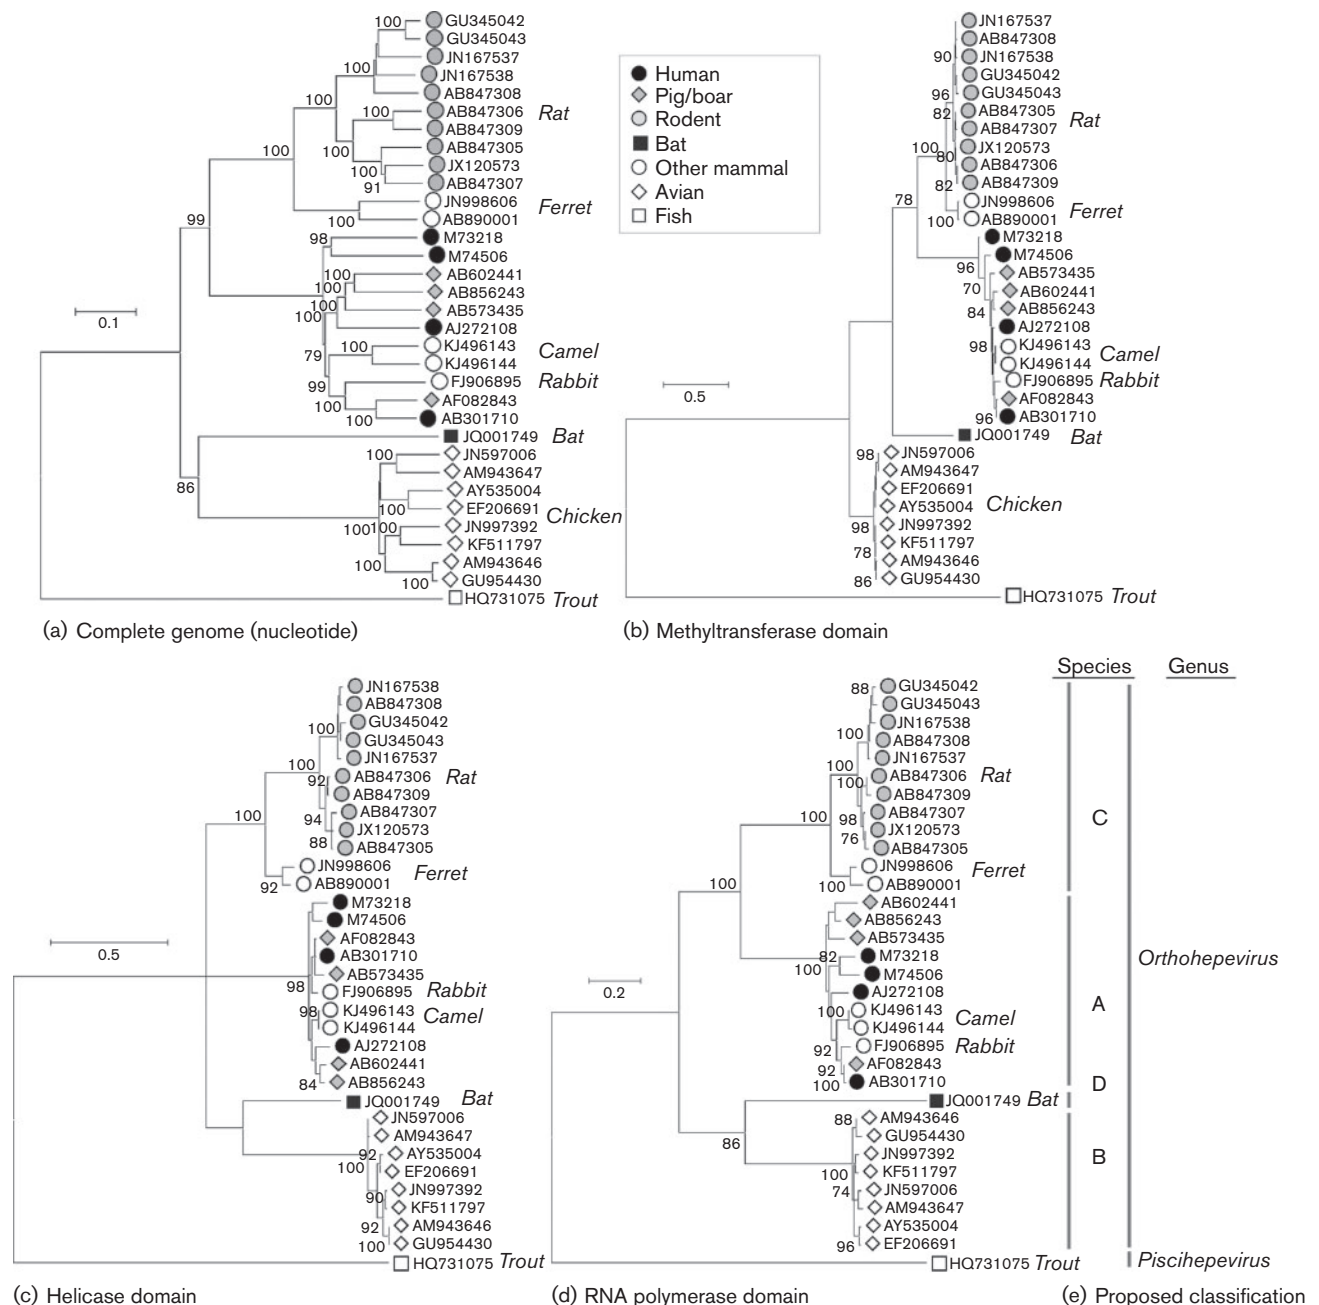 100
GU345042
GU345043
JN167537
100
JN167538
AB847308
100
AB847306
Rat
100
AB847309
100
100
AB847305
JX120573
100
91
AB847307
99
JN998606
Ferret
100
AB890001
98
M73218
M74506
100
AB602441
100
AB856243
100
AB573435
100
AJ272108
0.1
79
100
KJ496143
Camel
KJ496144
99
FJ906895
Rabbit
100
AF082843
100
AB301710
JQ001749
Bat
86
100
JN597006
AM943647
AY535004
100
EF206691
Chicken
100
100
JN997392
KF511797
100
AM943646
100
GU954430
HQ731075
Trout
(a) Complete genome (nucleotide)
Human
Pig/boar
Rodent
Bat
Other mammal
Avian
Fish
JN167537
AB847308
90
JN167538
GU345042
96
GU345043
82
AB847305
Rat
AB847307
100
80
JX120573
AB847306
82
AB847309
78
JN998606
Ferret
100
AB890001
M73218
M74506
96
AB573435
70
AB602441
84
AB856243
AJ272108
98
KJ496143
Camel
KJ496144
0.5
FJ906895
Rabbit
AF082843
96
AB301710
JQ001749
Bat
98
JN597006
AM943647
EF206691
AY535004
Chicken
98
JN997392
78
KF511797
AM943646
86
GU954430
HQ731075
Trout
(b) Methyltransferase domain
JN167538
AB847308
100
GU345042
GU345043
100
JN167537
92
AB847306
Rat
AB847309
100
94
AB847307
JX120573
88
AB847305
JN998606
Ferret
92
AB890001
M73218
M74506
0.5
AF082843
AB301710
AB573435
98
FJ906895
Rabbit
98
KJ496143
Camel
KJ496144
AJ272108
AB602441
84
AB856243
JQ001749
Bat
JN597006
AM943647
92
AY535004
100
EF206691
90
JN997392
KF511797
92
AM943646
100
GU954430
HQ731075
Trout
(c) Helicase domain
88
GU345042
GU345043
100
JN167538
AB847308
100
JN167537
100
AB847306
Rat
AB847309
100
98
AB847307
76
JX120573
AB847305
JN998606
Ferret
100
100
AB890001
AB602441
AB856243
AB573435
82
M73218
100
M74506
0.2
AJ272108
100
KJ496143
Camel
KJ496144
92
FJ906895
Rabbit
92
AF082843
100
AB301710
JQ001749
Bat
86
88
AM943646
GU954430
JN997392
100
KF511797
74
JN597006
AM943647
AY535004
96
EF206691
HQ731075
Trout
(d) RNA polymerase domain
Species
Genus
C
Orthohepevirus
A
D
B
Piscihepevirus
(e) Proposed classification